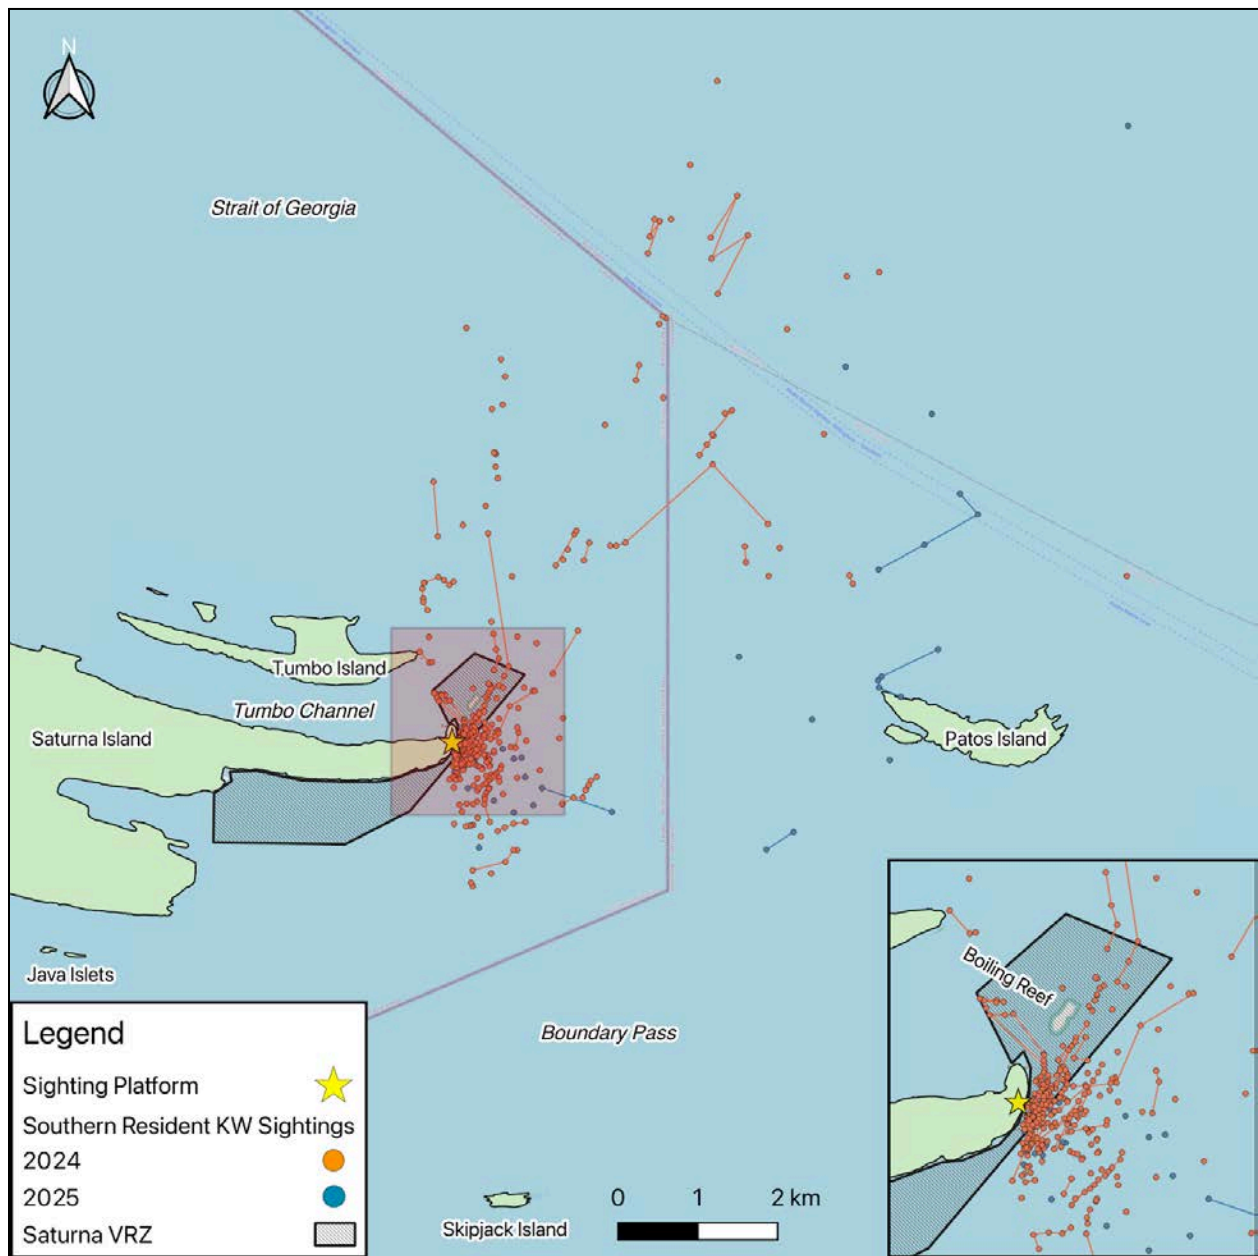 N
Strait of Georgia
Tumbo Island
Tumbo Channel
Saturna Island
Patos Island
Java Islets
Boiling Reef
Boundary Pass
Legend
Sighting Platform
Southern Resident KW Sightings
2024
2025
Saturna VRZ
Skipjack Island
0 1 2 km